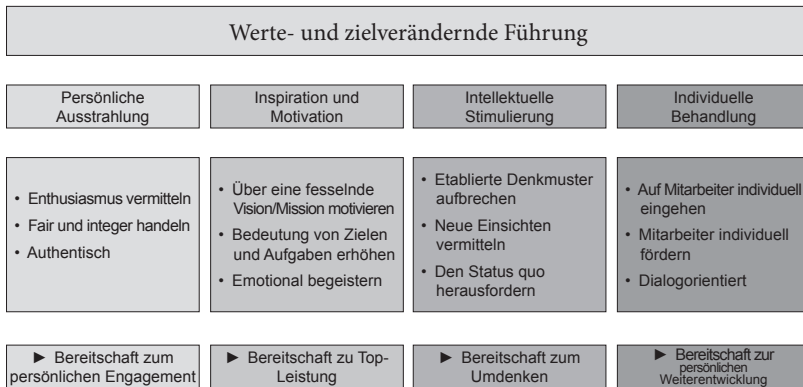 Werte- und zielverändernde Führung
Persönliche
Ausstrahlung
Inspiration und
Motivation
Intellektuelle
Stimulierung
Individuelle
Behandlung
• Enthusiasmus vermitteln
• Fair und integer handeln
• Authentisch
• Über eine fesselnde
Vision/Mission motivieren
• Bedeutung von Zielen
und Aufgaben erhöhen
• Emotional begeistern
• Etablierte Denkmuster
aufbrechen
• Neue Einsichten
vermitteln
• Den Status quo
herausfordern
• Auf Mitarbeiter individuell
eingehen
• Mitarbeiter individuell
fördern
• Dialogorientiert
► Bereitschaft zum
persönlichen Engagement
► Bereitschaft zu Top-
Leistung
► Bereitschaft zum
Umdenken
► Bereitschaft zur
persönlichen
Weiterentwicklung